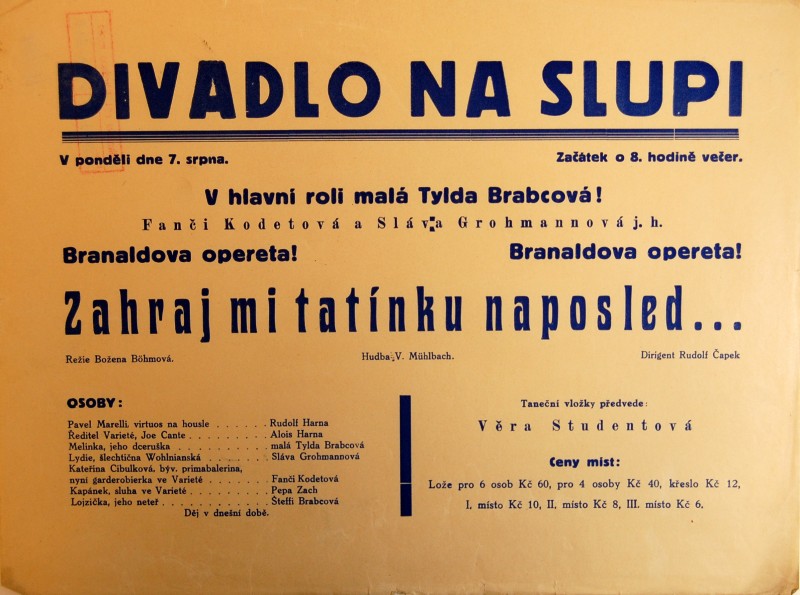 DIVADLO NA SLUPI
V ponděli dne 7. srpna.
Začátek o 8. hodině večer.
V hlavní roli malá Tylda Brabcová!
Fanči Kodetová a Sláva Grohmannová j. h.
Branaldova opereta!
Branaldova opereta!
Zahraj mi tatínku naposled...
Režie Božena Böhmová.
Hudba V. Mühlbach.
Dirigent Rudolf Čapek
OSOBY:
Pavel Marelli, virtuos na housle . . . . . . Rudolf Harna
Ředitel Varieté, Joe Cante . . . . . . . . . Alois Harna
Melinka, jeho dceruška . . . . . . malá Tylda Brabcová
Lydie, šlechtična Wohlnianská . . . . Sláva Grohmannová
Kateřina Cibulková, býv. primabalerina,
nyní garderobierka ve Varieté . . . . . Fanči Kodetová
Kapánek, sluha ve Varieté . . . . . . . . Pepa Zach
Lojzička, jeho neteř . . . . . . . . . . Šteffi Brabcová
Děj v dnešní době.
Taneční vložky předvede:
Věra Studentová
Ceny míst:
Lože pro 6 osob Kč 60, pro 4 osoby Kč 40, křeslo Kč 12,
I. místo Kč 10, II. místo Kč 8, III. místo Kč 6.